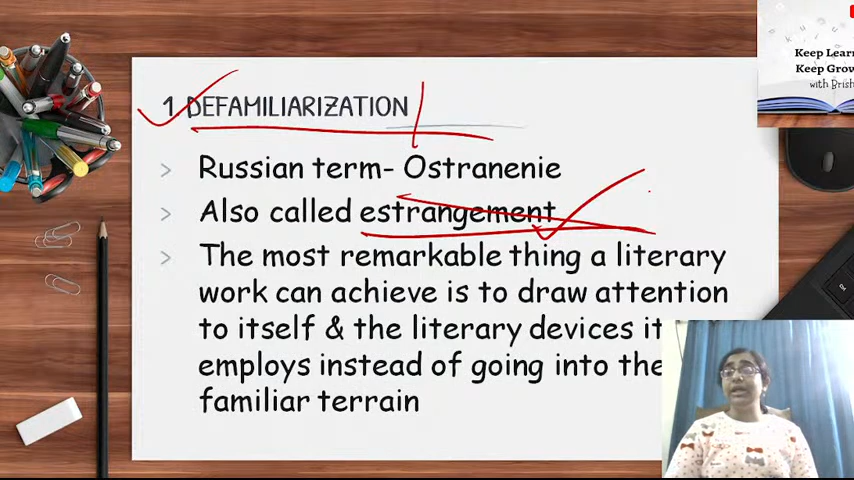 Keep Lear
Keep Grow
with Brish
1. DEFAMILIARIZATION
> Russian term- Ostranenie
> Also called estrangement
> The most remarkable thing a literary
work can achieve is to draw attention
to itself & the literary devices it
employs instead of going into the
familiar terrain